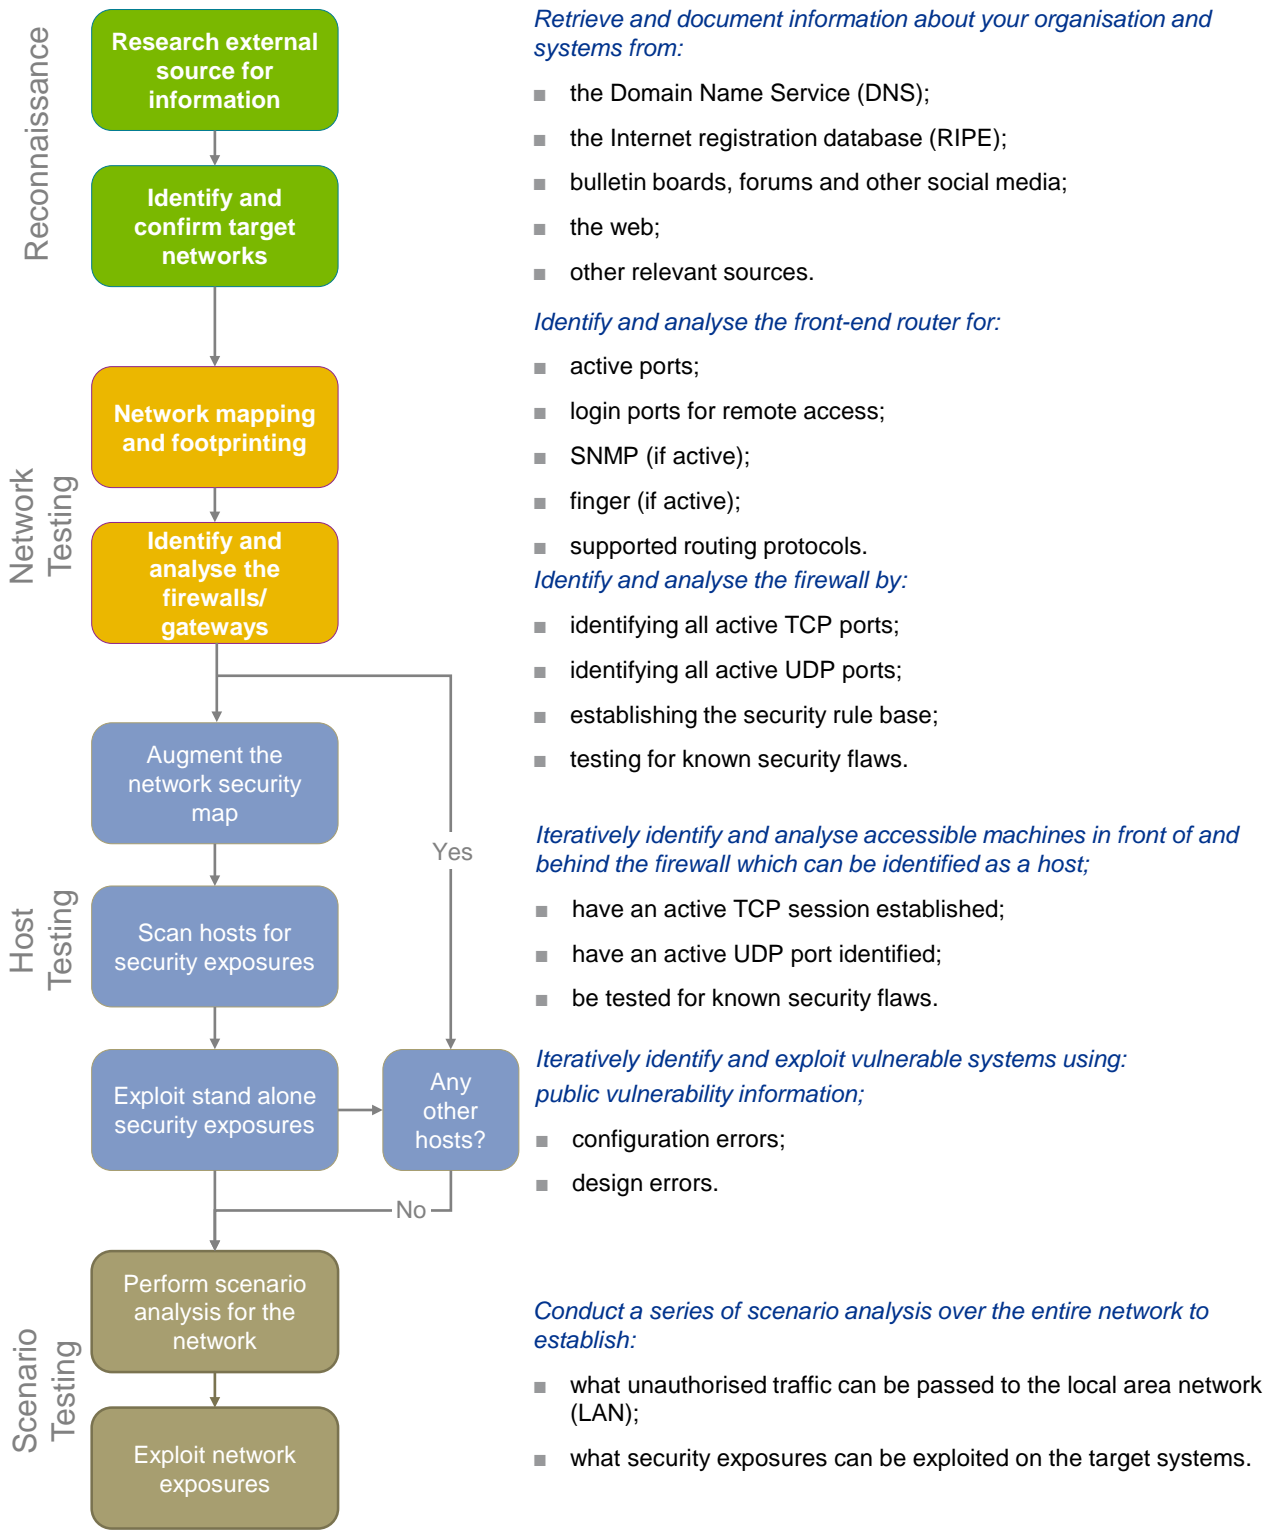 Reconnaissance
Research external
source for
information
Identify and
confirm target
networks
Retrieve and document information about your organisation and
systems from:
the Domain Name Service (DNS);
the Internet registration database (RIPE);
bulletin boards, forums and other social media;
the web;
other relevant sources.
Network
Testing
Network mapping
and footprinting
Identify and
analyse the
firewalls/
gateways
Identify and analyse the front-end router for:
active ports;
login ports for remote access;
SNMP (if active);
finger (if active);
supported routing protocols.
Identify and analyse the firewall by:
identifying all active TCP ports;
identifying all active UDP ports;
establishing the security rule base;
testing for known security flaws.
Host
Testing
Augment the
network security
map
Yes
Scan hosts for
security exposures
Exploit stand alone
security exposures
Any
other
hosts?
No
Iteratively identify and analyse accessible machines in front of and
behind the firewall which can be identified as a host;
have an active TCP session established;
have an active UDP port identified;
be tested for known security flaws.
Iteratively identify and exploit vulnerable systems using:
public vulnerability information;
configuration errors;
design errors.
Scenario
Testing
Perform scenario
analysis for the
network
Exploit network
exposures
Conduct a series of scenario analysis over the entire network to
establish:
what unauthorised traffic can be passed to the local area network
(LAN);
what security exposures can be exploited on the target systems.